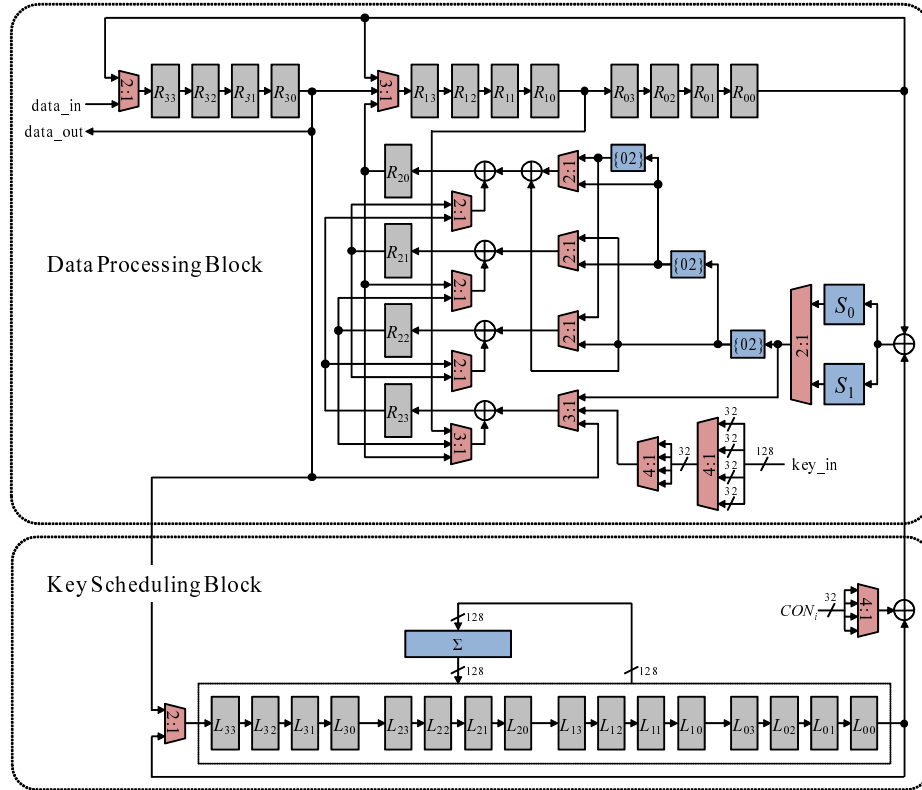 2:1 R33 R32 R31 R30 3:1 R13 R12 R11 R10 R03 R02 R01 R00
data_in
data_out
R20 2:1 2:1 {02}
Data Processing Block
R21 2:1 2:1 {02}
R22 2:1 2:1 {02} 2:1 S0
S1
R23 3:1 3:1
4:1 32 4:1 32 32 32 32 128 key_in
Key Scheduling Block
CONi 32 4:1
128
Σ
128 128
2:1 L33 L32 L31 L30 L23 L22 L21 L20 L13 L12 L11 L10 L03 L02 L01 L00